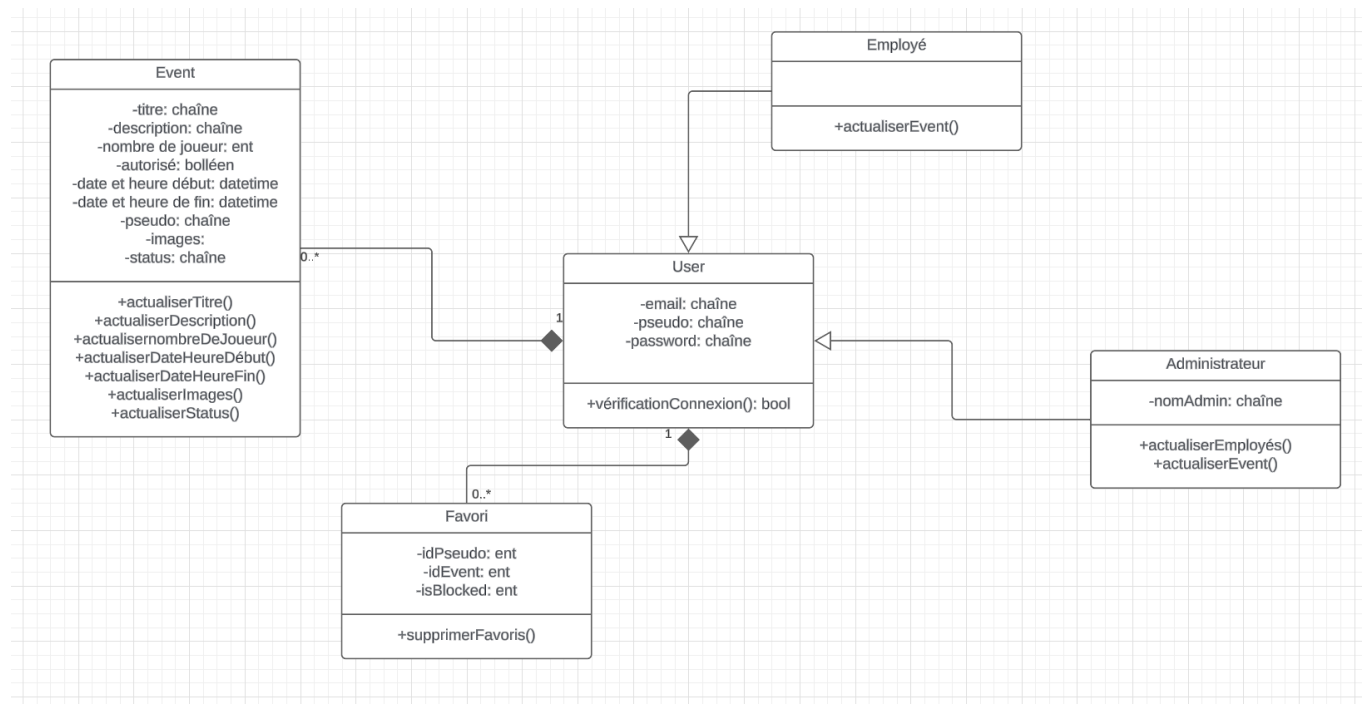 Event
-titre: chaîne
-description: chaîne
-nombre de joueur: ent
-autorisé: bolléen
-date et heure début: datetime
-date et heure de fin: datetime
-pseudo: chaîne
-images:
-status: chaîne
+actualiserTitre()
+actualiserDescription()
+actualisernombreDeJoueur()
+actualiserDateHeureDébut()
+actualiserDateHeureFin()
+actualiserImages()
+actualiserStatus()
0..*
1
Employé
+actualiserEvent()
User
-email: chaîne
-pseudo: chaîne
-password: chaîne
+vérificationConnexion(): bool
1
0..*
Administrateur
-nomAdmin: chaîne
+actualiserEmployés()
+actualiserEvent()
Favori
-idPseudo: ent
-idEvent: ent
-isBlocked: ent
+supprimerFavoris()